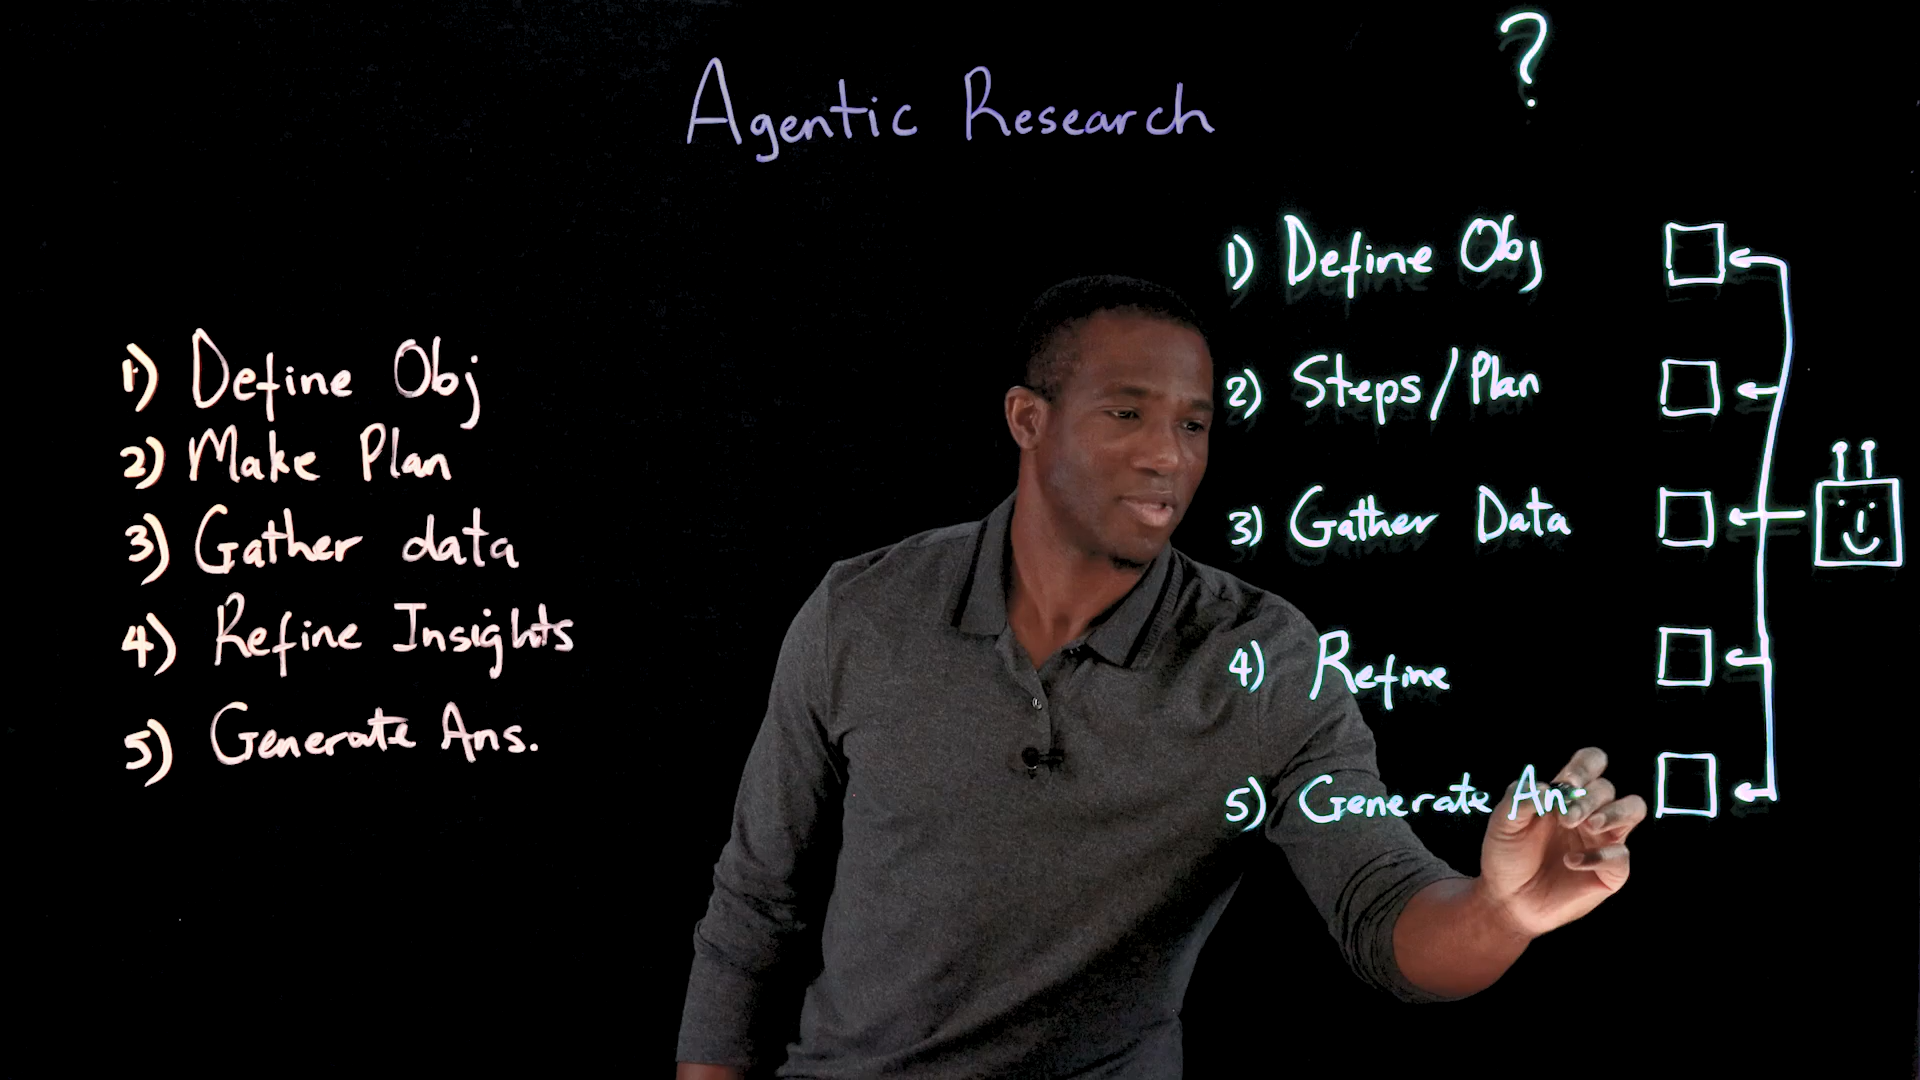 ?
Agentic Research
1) Define Obj
2) Make Plan
3) Gather data
4) Refine Insights
5) Generate Ans.
1) Define Obj
2) Steps/Plan
3) Gather Data
4) Refine
5) Generate An